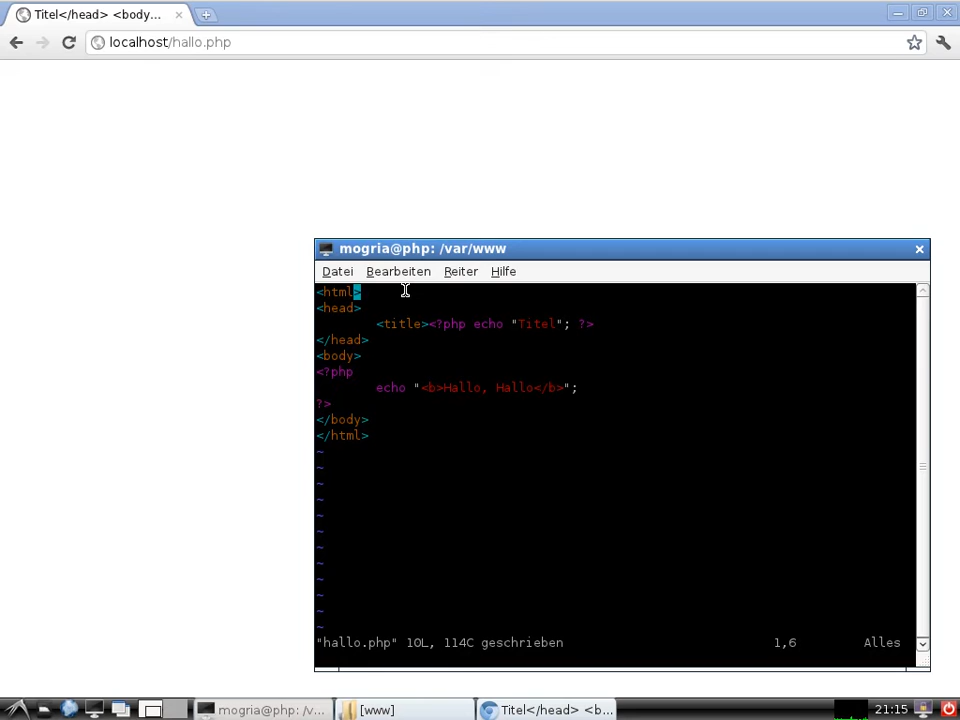 Titel</head> <body...
localhost/hallo.php
mogria@php: /var/www
Datei Bearbeiten Reiter Hilfe
<html>
<head>
<title><?php echo "Titel"; ?>
</head>
<body>
<?php
echo "<b>Hallo, Hallo</b>";
?>
</body>
</html>
~
~
~
~
~
~
~
~
~
~
~
~
"hallo.php" 10L, 114C geschrieben 1,6 Alles
mogria@php: /v... [www] Titel</head> <b... 21:15